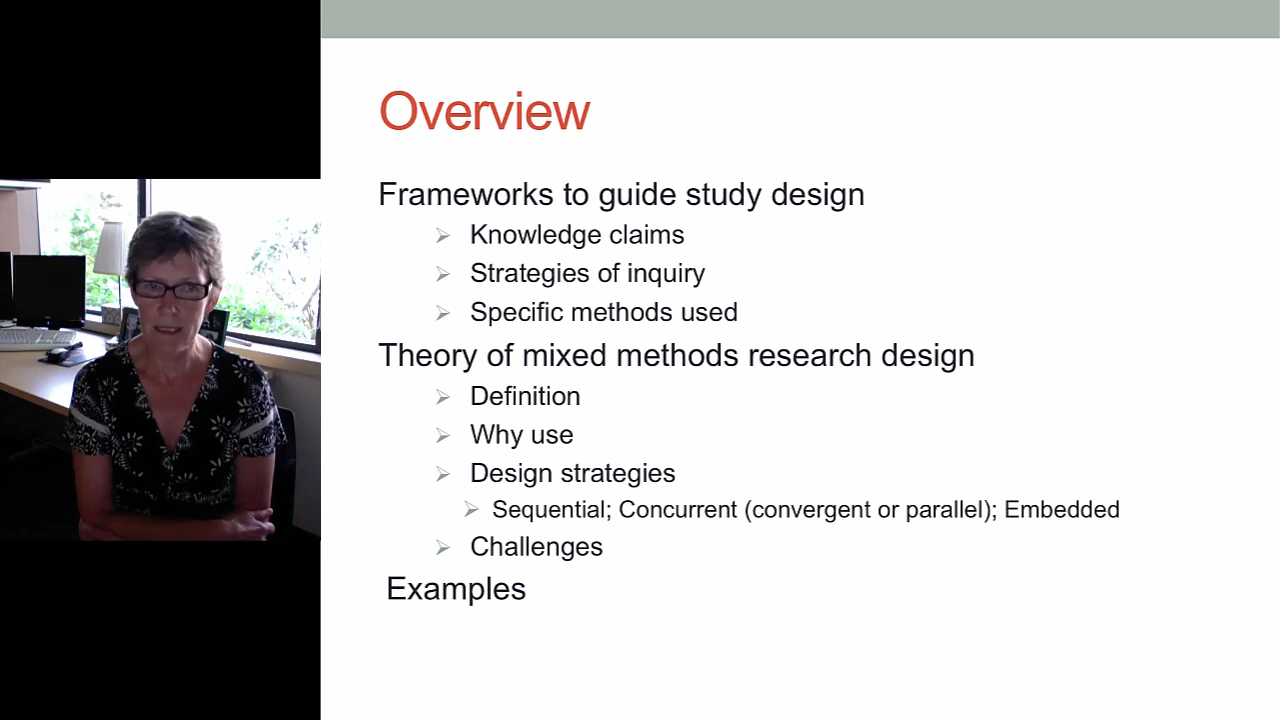 Overview
Frameworks to guide study design
Knowledge claims
Strategies of inquiry
Specific methods used
Theory of mixed methods research design
Definition
Why use
Design strategies
Sequential; Concurrent (convergent or parallel); Embedded
Challenges
Examples